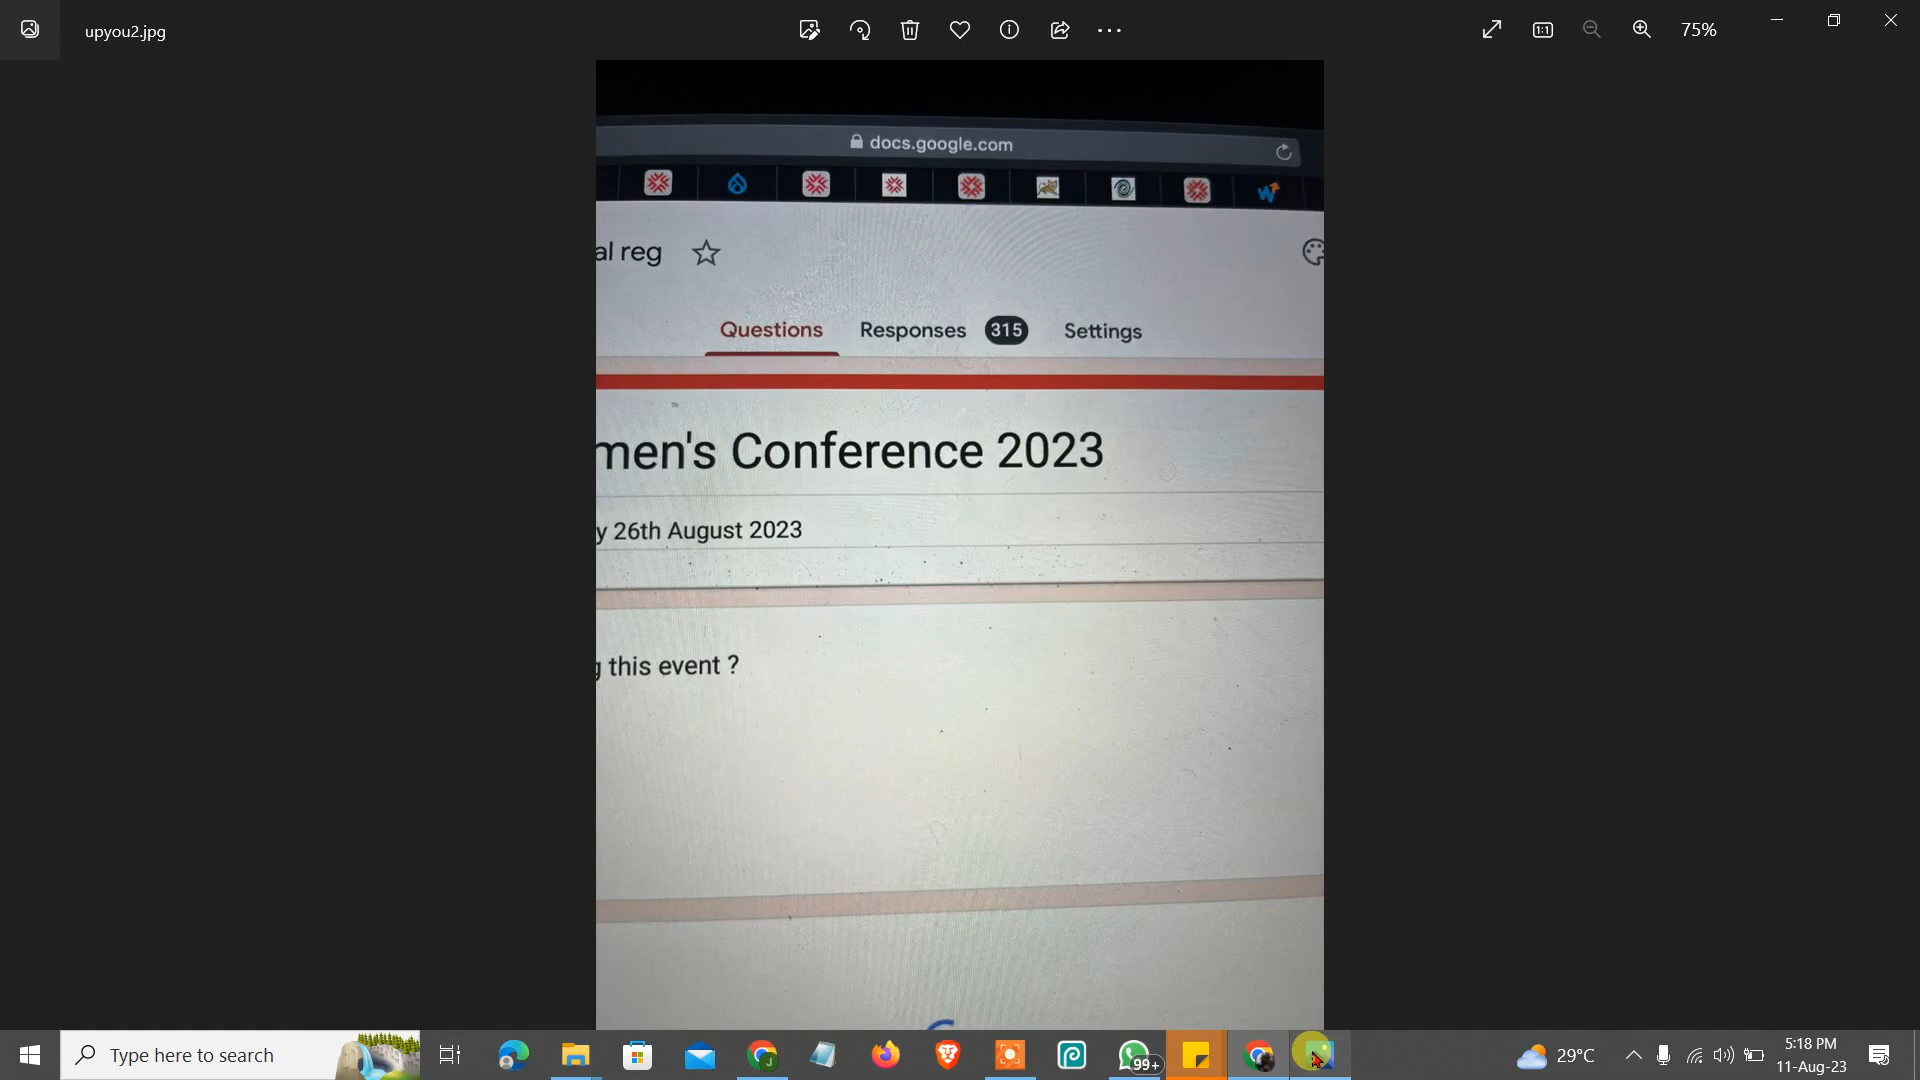 upyou2.jpg
75%
docs.google.com
al reg
Questions Responses 315 Settings
men's Conference 2023
y 26th August 2023
g this event ?
Type here to search
99+
29°C
5:18 PM
11-Aug-23